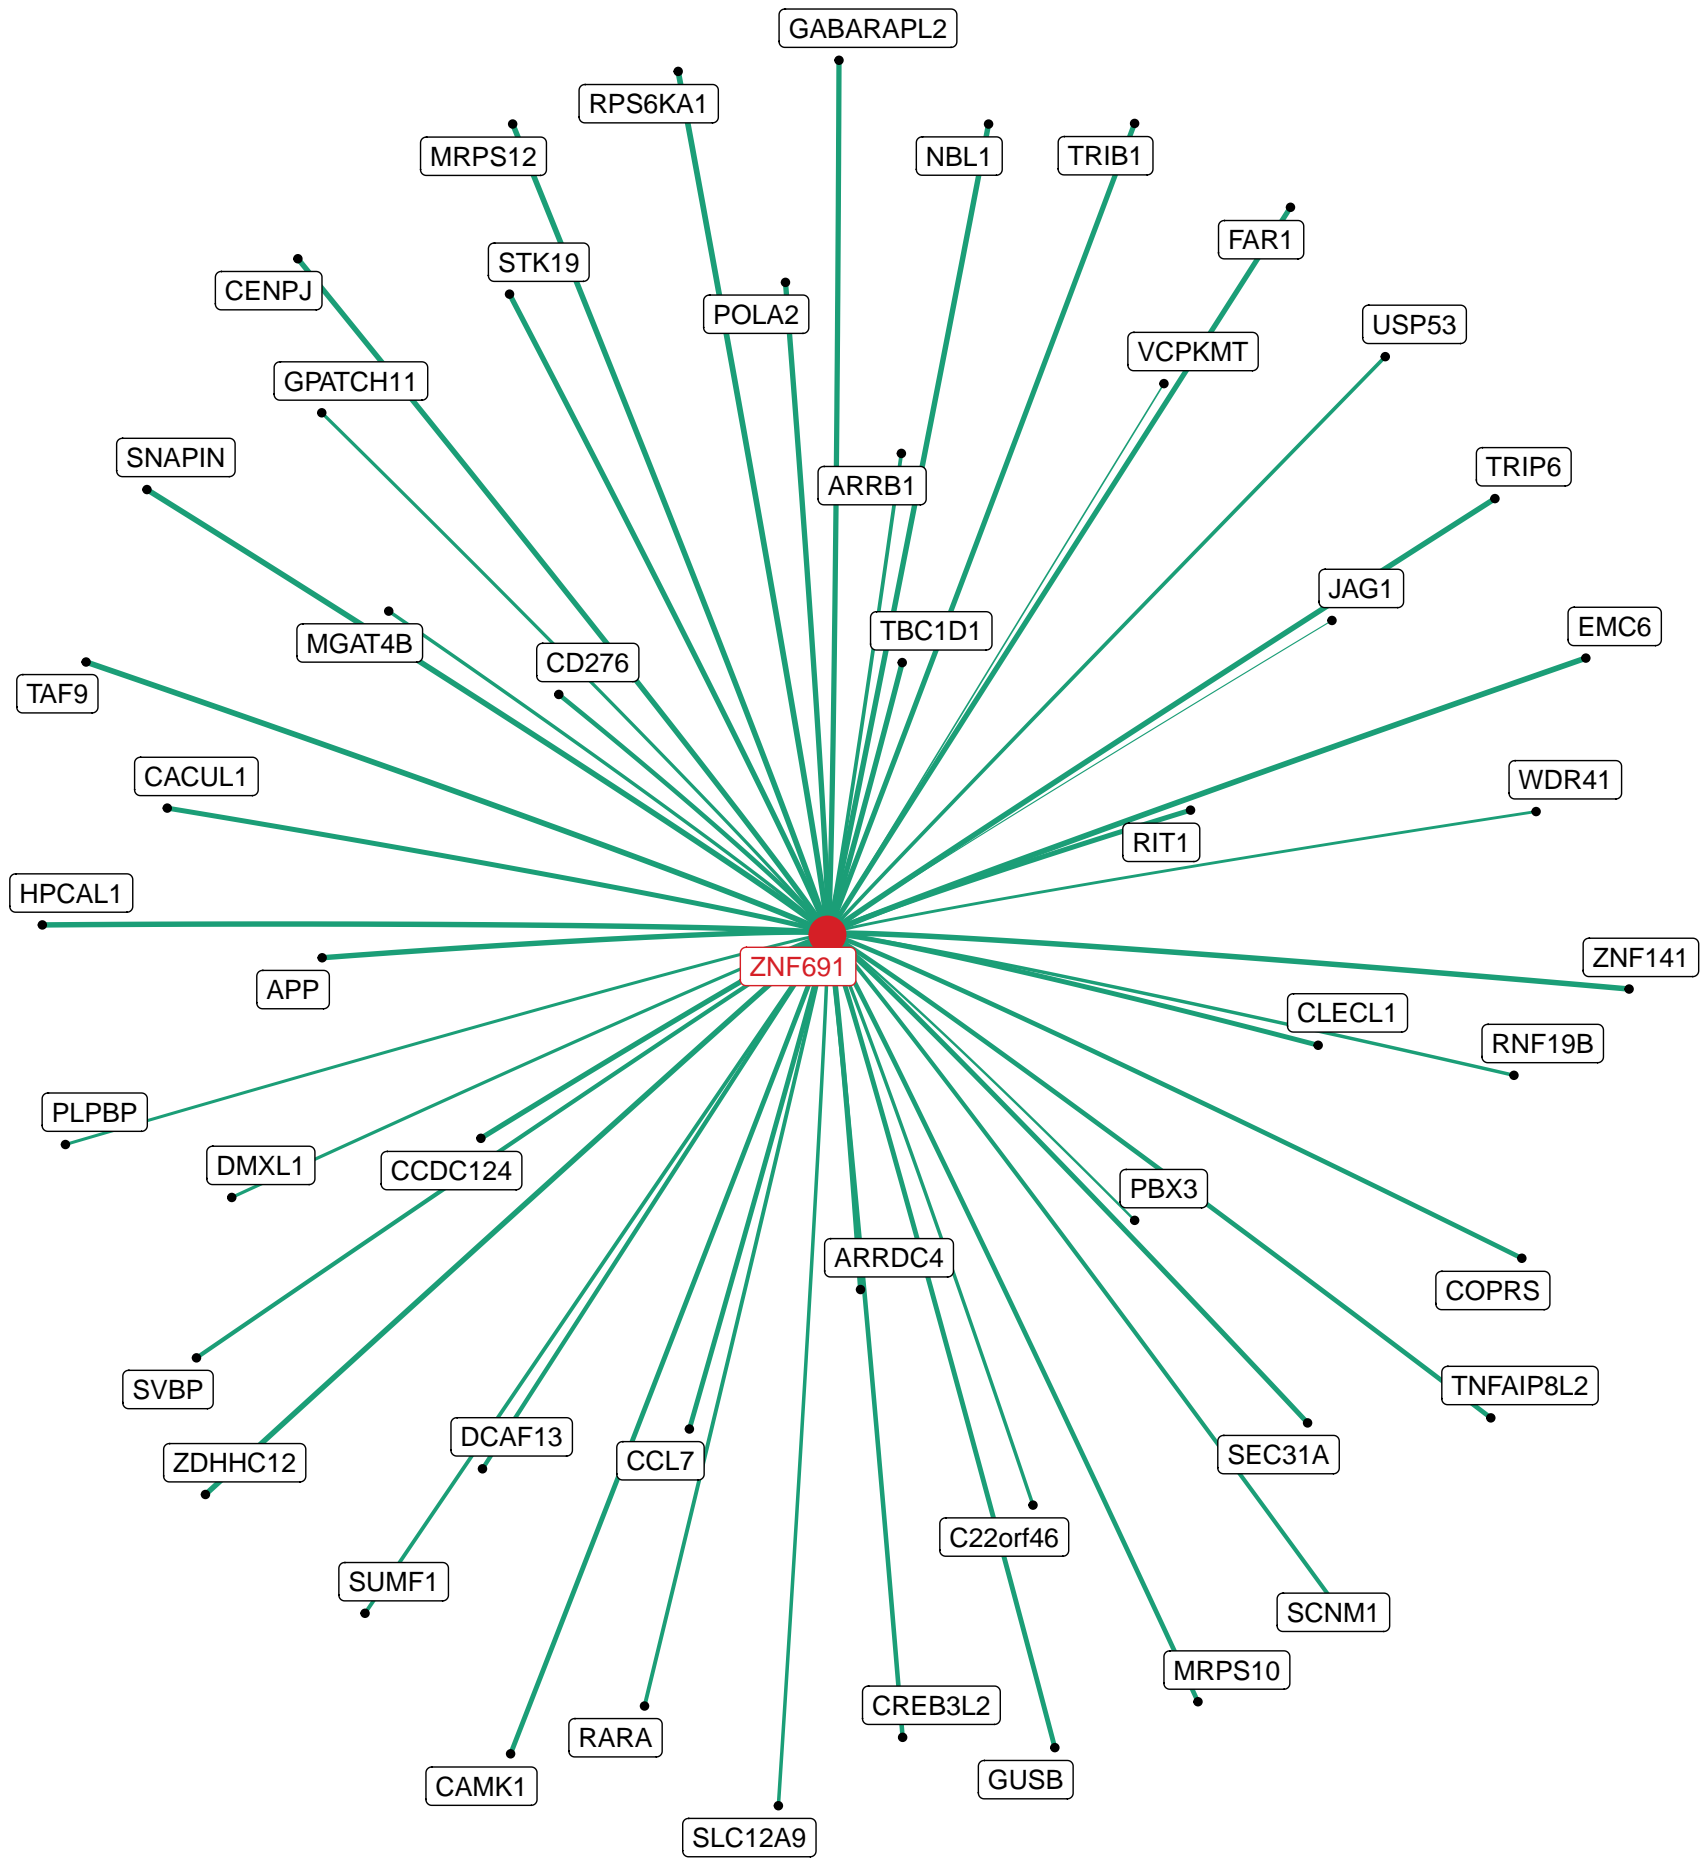 GABARAPL2
RPS6KA1
MRPS12
NBL1
TRIB1
FAR1
STK19
CENPJ
POLA2
USP53
VCPKMT
GPATCH11
SNAPIN
TRIP6
ARRB1
JAG1
EMC6
TBC1D1
MGAT4B
CD276
TAF9
CACUL1
WDR41
RIT1
HPCAL1
ZNF141
ZNF691
APP
CLECL1
RNF19B
PLPBP
DMXL1
CCDC124
PBX3
ARRDC4
COPRS
TNFAIP8L2
SVBP
DCAF13
SEC31A
CCL7
ZDHHC12
C22orf46
SUMF1
SCNM1
MRPS10
CREB3L2
RARA
GUSB
CAMK1
SLC12A9